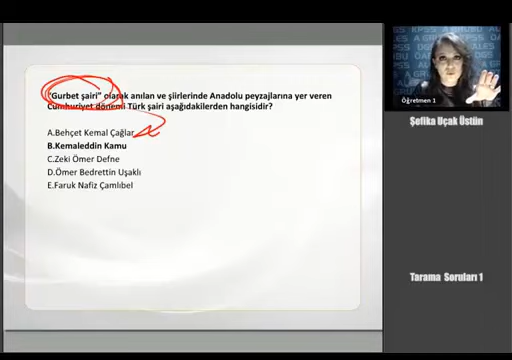 "Gurbet şairi" olarak anılan ve şiirlerinde Anadolu peyzajlarına yer veren
Cumhuriyet dönemi Türk şairi aşağıdakilerden hangisidir?
A.Behçet Kemal Çağlar
B.Kemaleddin Kamu
C.Zeki Ömer Defne
D.Ömer Bedrettin Uşaklı
E.Faruk Nafiz Çamlıbel
Öğretmen 1
Şefika Uçak Üstün
Tarama Soruları 1